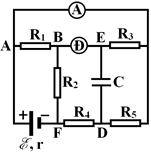 A
R₁ B Đ E R₃
A
R₂ C
+ −
ℰ, r F R₄ D R₅